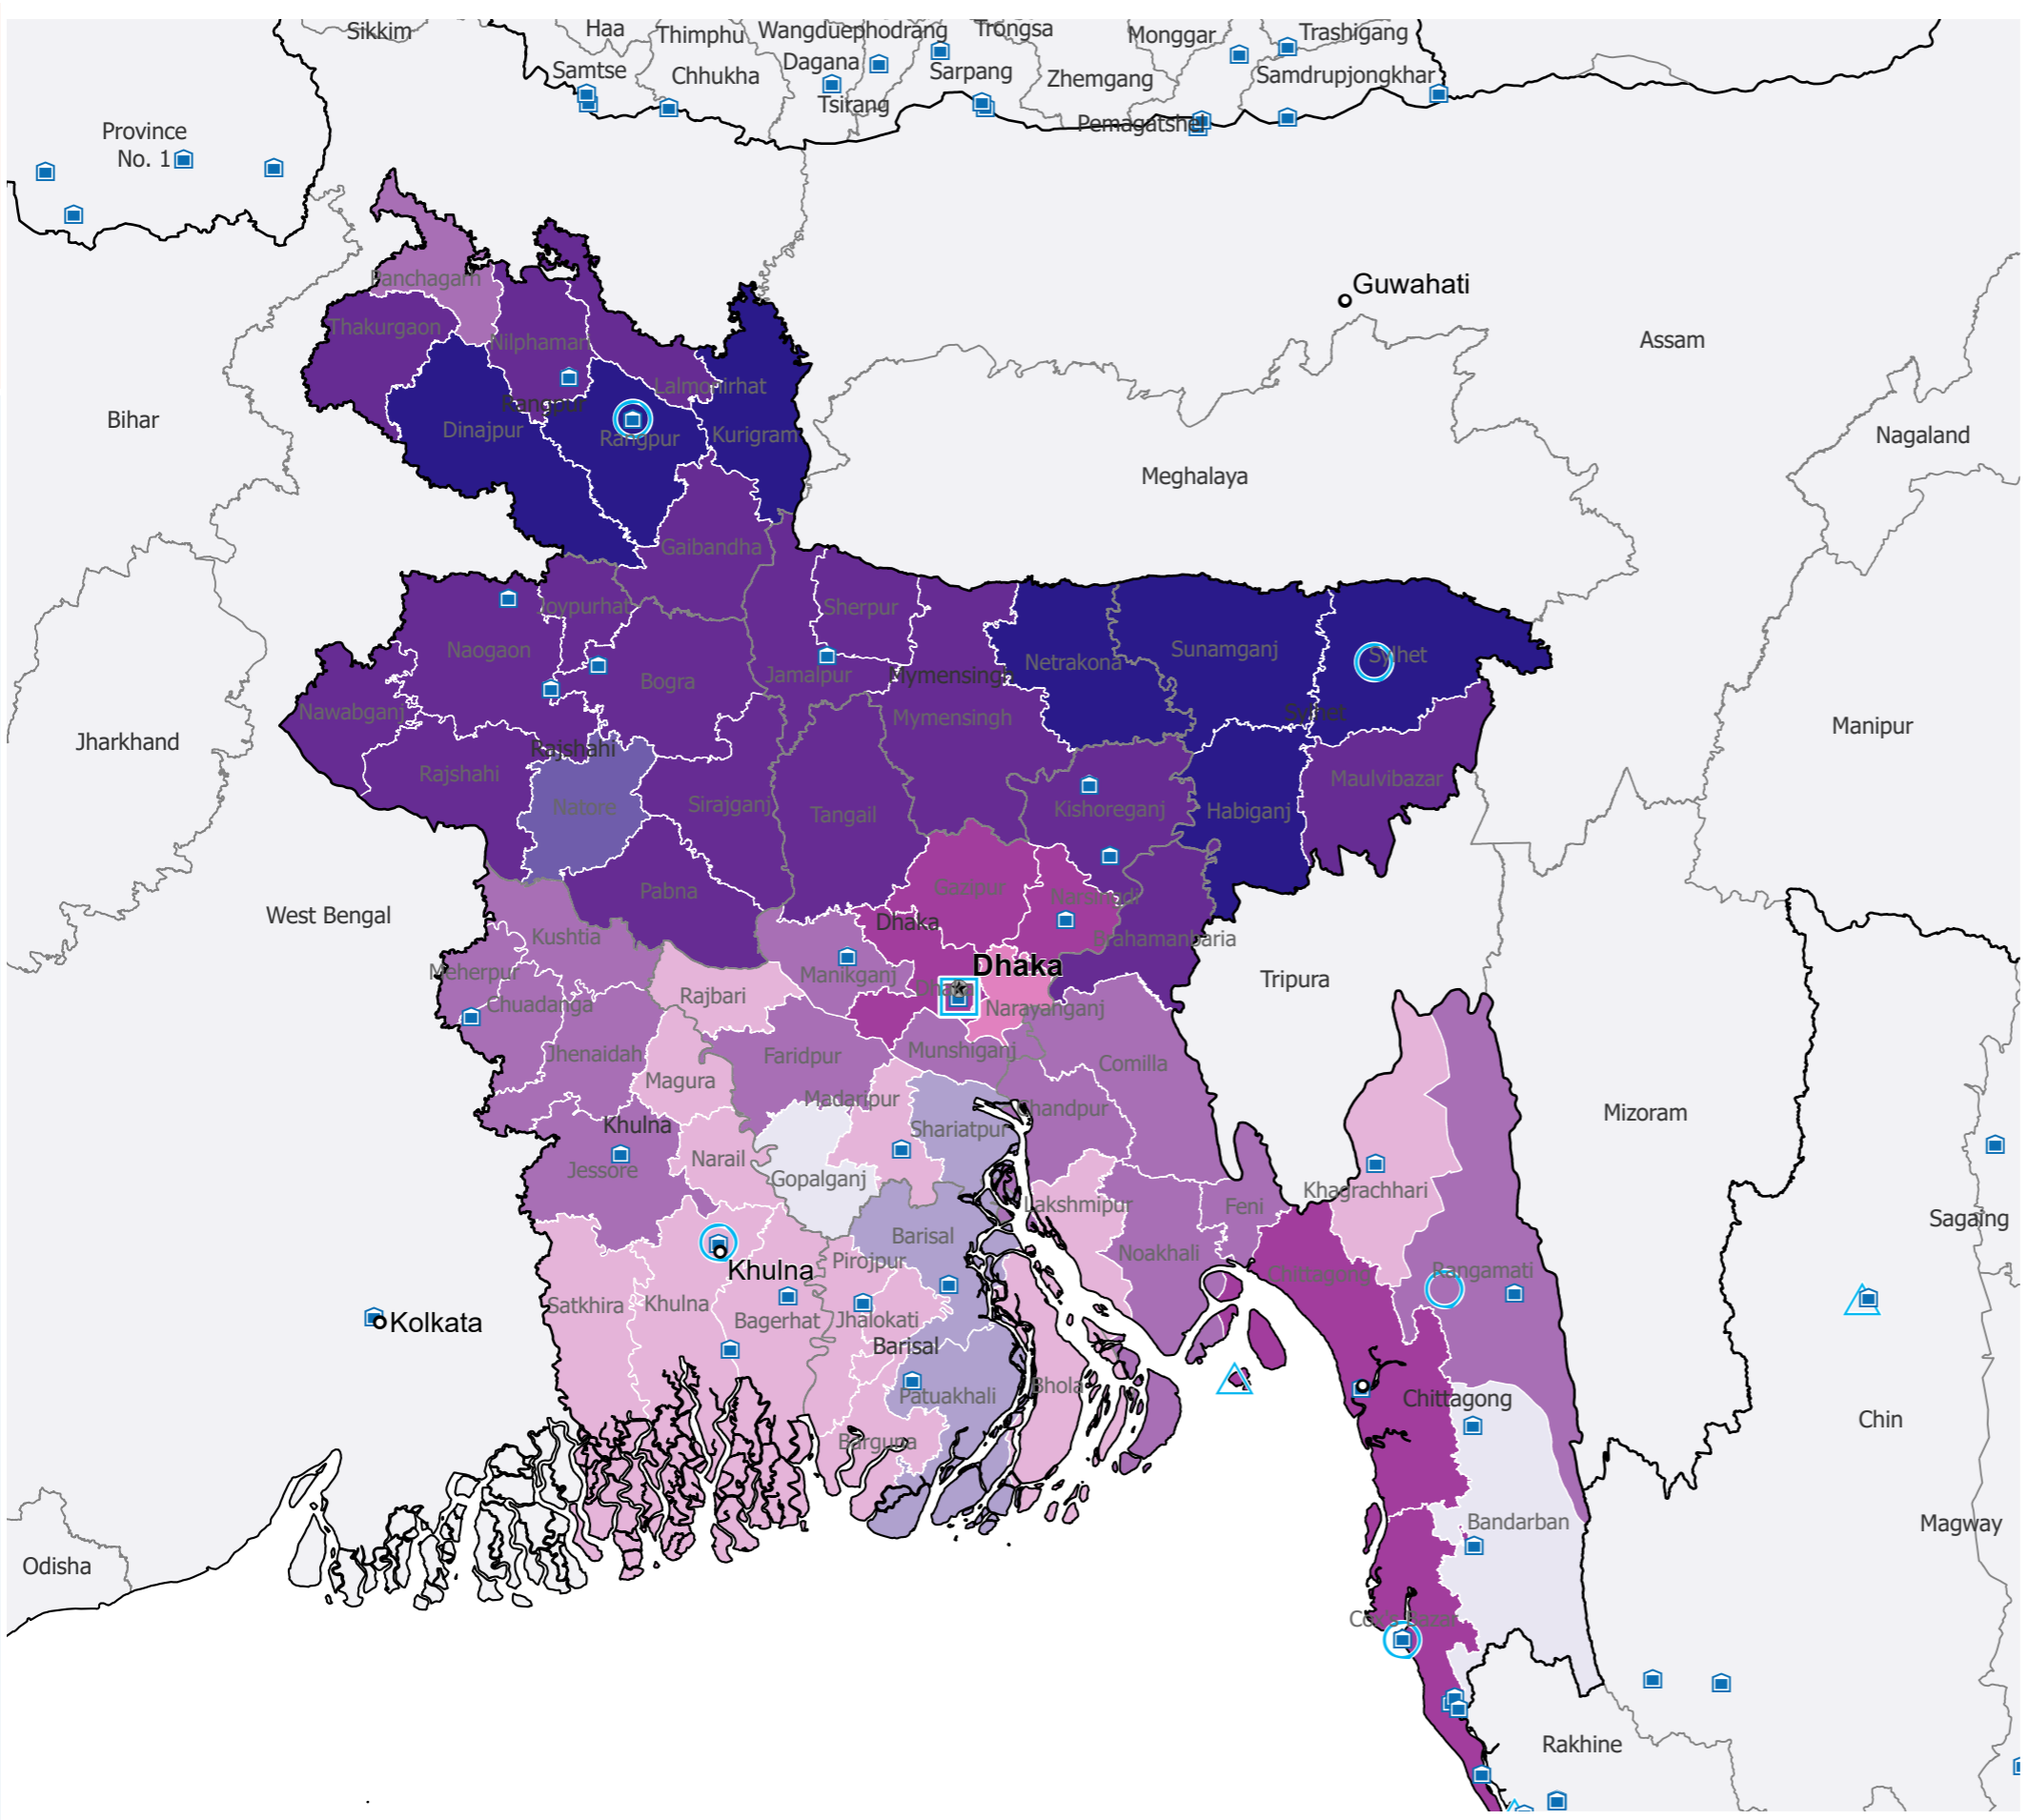 Sikkim
Haa
Thimphu
Wangduephodrang
Trongsa
Monggar
Trashigang
Samtse
Chhukha
Dagana
Sarpang
Zhemgang
Samdrupjongkhar
Tsirang
Pemagatshel
Province
No. 1
Panchagarh
Guwahati
Thakurgaon
Nilphamari
Assam
Lalmonirhat
Rangpur
Bihar
Dinajpur
Rangpur
Kurigram
Nagaland
Meghalaya
Gaibandha
Joypurhat
Sherpur
Naogaon
Netrakona
Sunamganj
Sylhet
Bogra
Jamalpur
Mymensingh
Nawabganj
Mymensingh
Sylhet
Manipur
Jharkhand
Rajshahi
Rajshahi
Maulvibazar
Natore
Sirajganj
Tangail
Kishoreganj
Habiganj
Pabna
Gazipur
Narsingdi
West Bengal
Dhaka
Kushtia
Brahamanbaria
Meherpur
Manikganj
Dhaka
Dhaka
Tripura
Rajbari
Chuadanga
Narayanganj
Jhenaidah
Faridpur
Munshiganj
Comilla
Magura
Madaripur
Chandpur
Mizoram
Khulna
Shariatpur
Jessore
Narail
Gopalganj
Khagrachhari
Lakshmipur
Feni
Sagaing
Barisal
Noakhali
Pirojpur
Khulna
Chittagong
Rangamati
Satkhira
Khulna
Bagerhat
Jhalokati
Kolkata
Barisal
Patuakhali
Bhola
Chittagong
Chin
Barguna
Bandarban
Magway
Odisha
Cox's Bazar
Rakhine